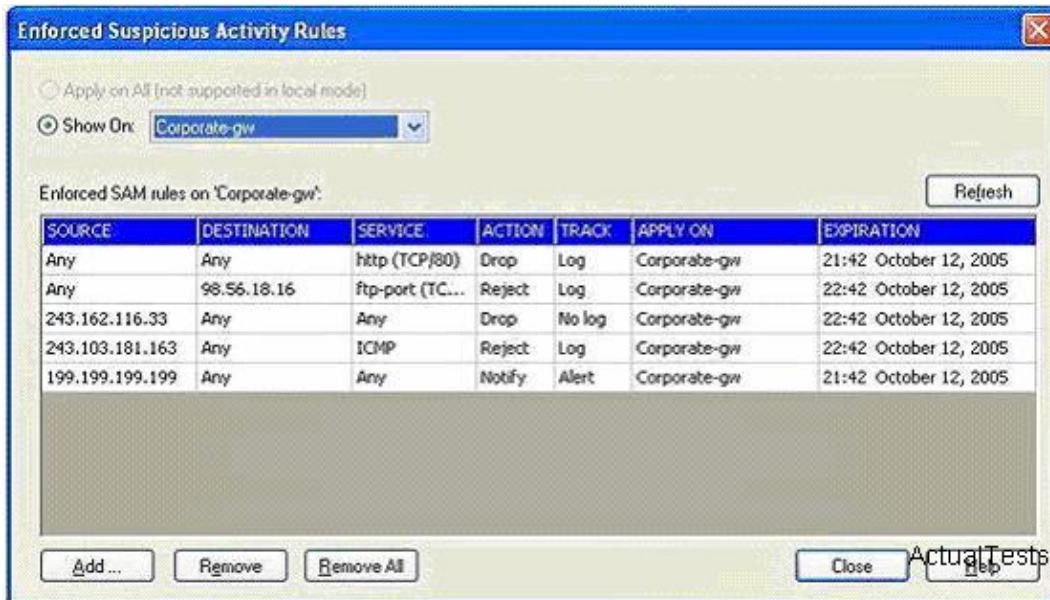 Enforced Suspicious Activity Rules
Apply on All (not supported in local mode)
Show On: Corporate-gw
Enforced SAM rules on 'Corporate-gw':
Refresh
SOURCE DESTINATION SERVICE ACTION TRACK APPLY ON EXPIRATION
Any Any http (TCP/80) Drop Log Corporate-gw 21:42 October 12, 2005
Any 98.56.18.16 ftp-port (TC... Reject Log Corporate-gw 22:42 October 12, 2005
243.162.116.33 Any Any Drop No log Corporate-gw 22:42 October 12, 2005
243.103.181.163 Any ICMP Reject Log Corporate-gw 22:42 October 12, 2005
199.199.199.199 Any Any Notify Alert Corporate-gw 21:42 October 12, 2005
Add ... Remove Remove All Close Help
ActualTests